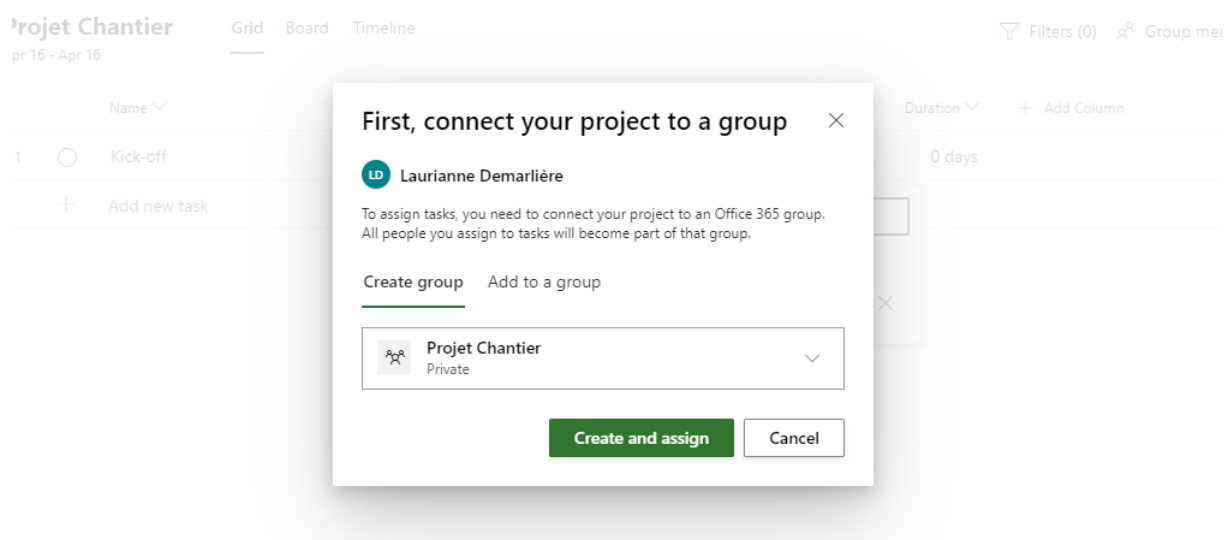 Projet Chantier
Grid Board Timeline
Filters (0) Group
pr 16 - Apr 16
Name
Duration
Add Column
1 Kick-off 0 days
Add new task
First, connect your project to a group
LD Laurianne Demarlière
To assign tasks, you need to connect your project to an Office 365 group.
All people you assign to tasks will become part of that group.
Create group Add to a group
Projet Chantier
Private
Create and assign Cancel